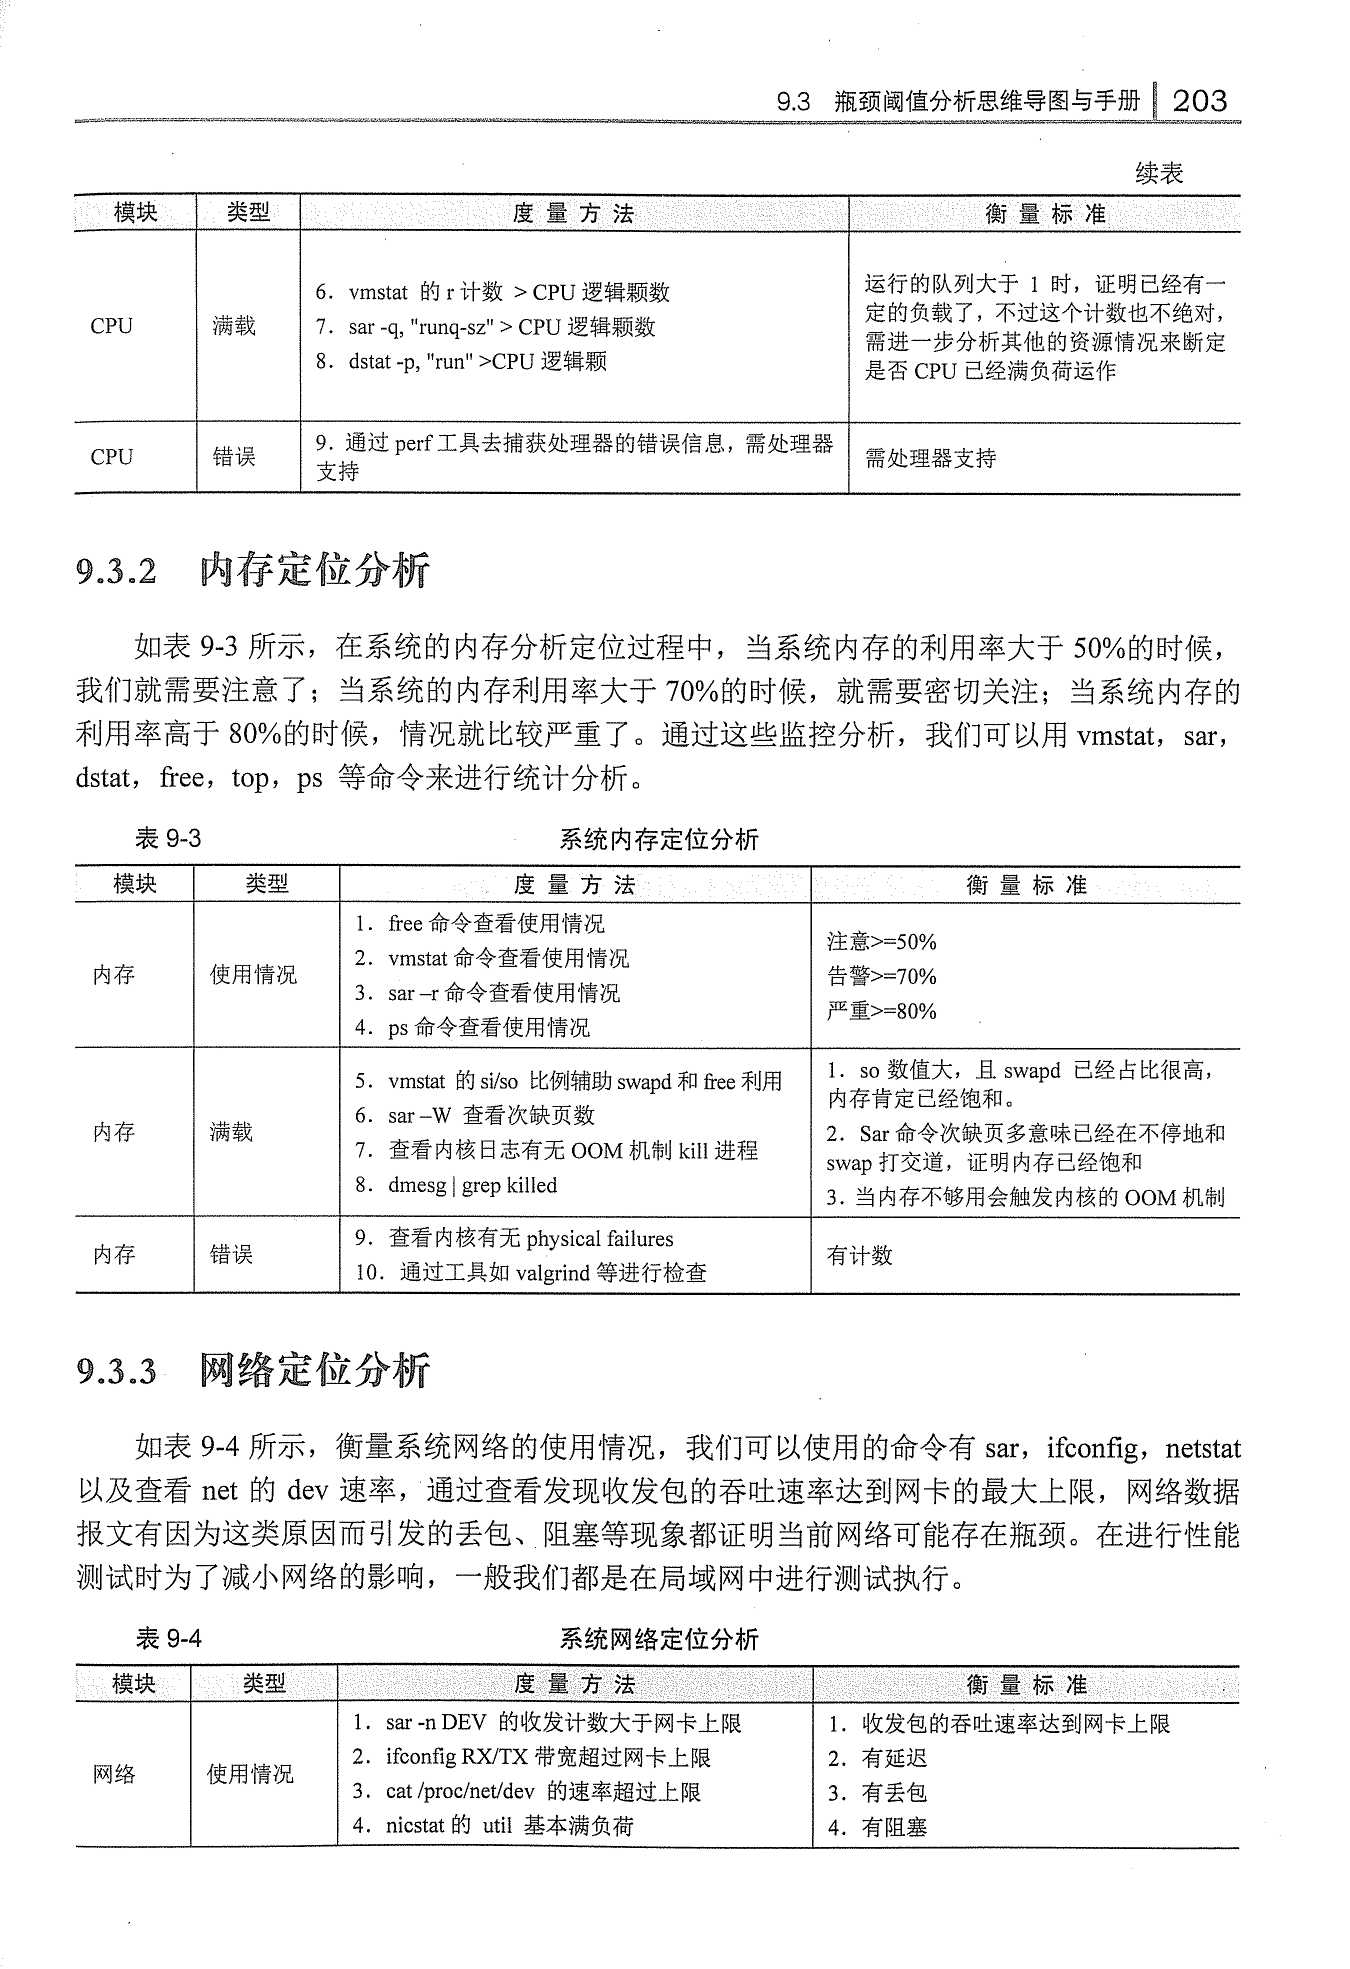 9.3 瓶颈阈值分析思维导图与手册 203
续表
模块 类型 度量方法 衡量标准
CPU 满载
6．vmstat 的 r 计数 > CPU 逻辑颗数
7．sar -q, "runq-sz" > CPU 逻辑颗数
8．dstat -p, "run" >CPU 逻辑颗
运行的队列大于 1 时，证明已经有一
定的负载了，不过这个计数也不绝对，
需进一步分析其他的资源情况来断定
是否 CPU 已经满负荷运作
CPU 错误
9．通过 perf 工具去捕获处理器的错误信息，需处理器
支持
需处理器支持
9.3.2 内存定位分析
如表 9-3 所示，在系统的内存分析定位过程中，当系统内存的利用率大于 50%的时候，
我们就需要注意了；当系统的内存利用率大于 70%的时候，就需要密切关注；当系统内存的
利用率高于 80%的时候，情况就比较严重了。通过这些监控分析，我们可以用 vmstat，sar，
dstat，free，top，ps 等命令来进行统计分析。
表 9-3 系统内存定位分析
模块 类型 度量方法 衡量标准
内存 使用情况
1．free 命令查看使用情况
2．vmstat 命令查看使用情况
3．sar –r 命令查看使用情况
4．ps 命令查看使用情况
注意>=50%
告警>=70%
严重>=80%
内存 满载
5．vmstat 的 si/so 比例辅助 swapd 和 free 利用
6．sar –W 查看次缺页数
7．查看内核日志有无 OOM 机制 kill 进程
8．dmesg | grep killed
1．so 数值大，且 swapd 已经占比很高，
内存肯定已经饱和。
2．Sar 命令次缺页多意味已经在不停地和
swap 打交道，证明内存已经饱和
3．当内存不够用会触发内核的 OOM 机制
内存 错误
9．查看内核有无 physical failures
10．通过工具如 valgrind 等进行检查
有计数
9.3.3 网络定位分析
如表 9-4 所示，衡量系统网络的使用情况，我们可以使用的命令有 sar，ifconfig，netstat
以及查看 net 的 dev 速率，通过查看发现收发包的吞吐速率达到网卡的最大上限，网络数据
报文有因为这类原因而引发的丢包、阻塞等现象都证明当前网络可能存在瓶颈。在进行性能
测试时为了减小网络的影响，一般我们都是在局域网中进行测试执行。
表 9-4 系统网络定位分析
模块 类型 度量方法 衡量标准
网络 使用情况
1．sar -n DEV 的收发计数大于网卡上限
2．ifconfig RX/TX 带宽超过网卡上限
3．cat /proc/net/dev 的速率超过上限
4．nicstat 的 util 基本满负荷
1．收发包的吞吐速率达到网卡上限
2．有延迟
3．有丢包
4．有阻塞